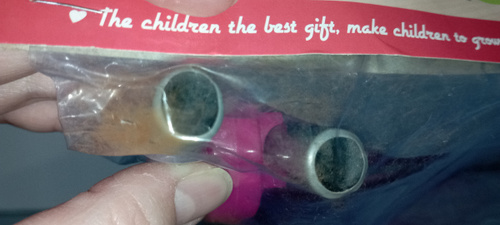 The children the best gift, make children to grow